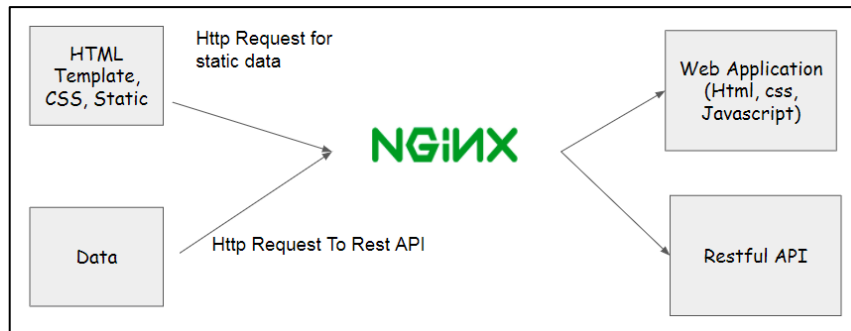 HTML
Template,
CSS, Static
Http Request for
static data
NGINX
Web Application
(Html, css,
Javascript)
Data
Http Request To Rest API
Restful API